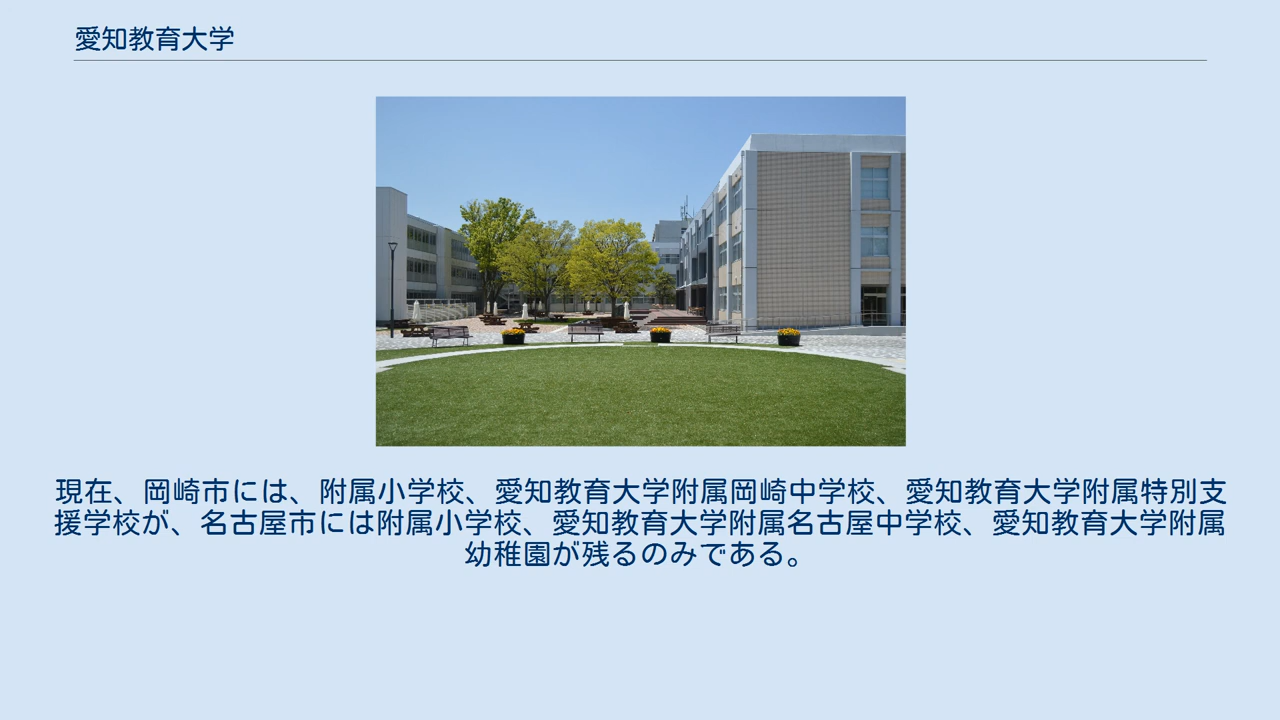 愛知教育大学
現在、岡崎市には、附属小学校、愛知教育大学附属岡崎中学校、愛知教育大学附属特別支
援学校が、名古屋市には附属小学校、愛知教育大学附属名古屋中学校、愛知教育大学附属
幼稚園が残るのみである。